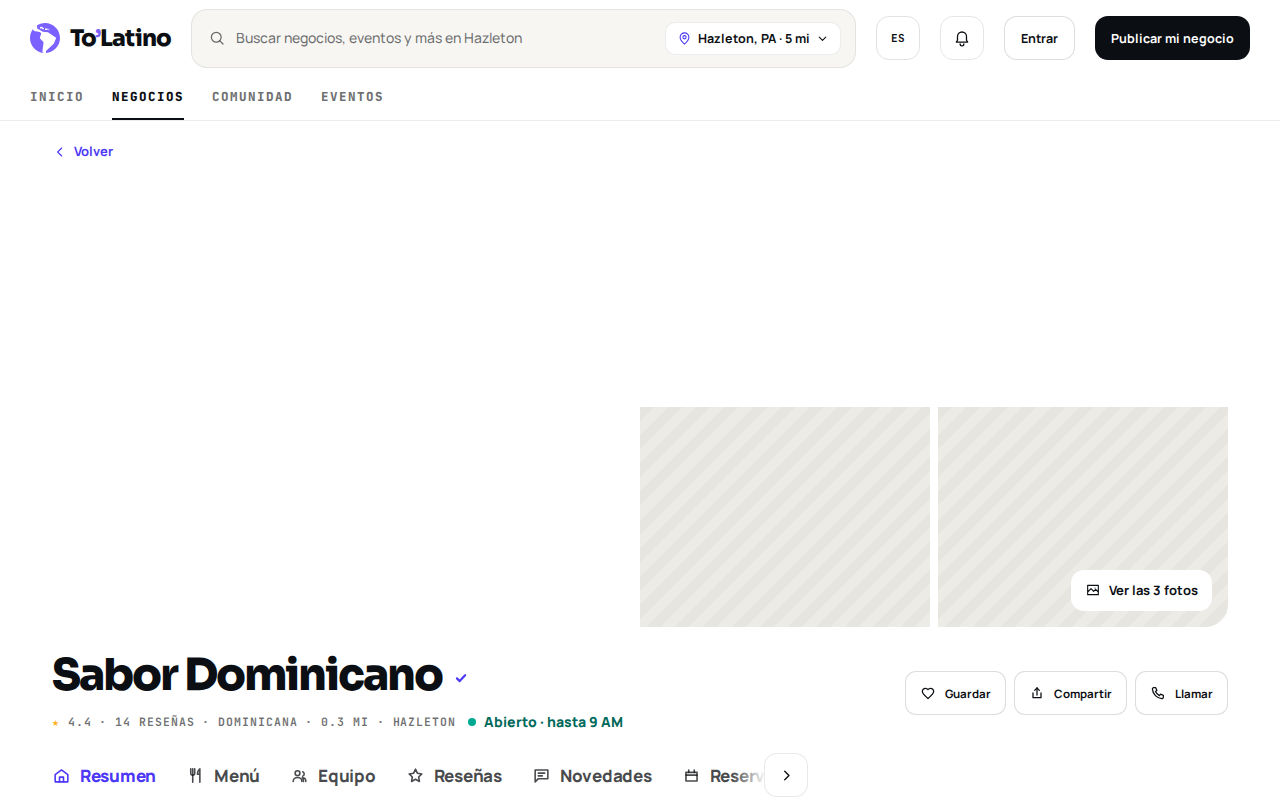 To'Latino
Buscar negocios, eventos y más en Hazleton
Hazleton, PA · 5 mi
ES
Entrar
Publicar mi negocio
INICIO
NEGOCIOS
COMUNIDAD
EVENTOS
Volver
Ver las 3 fotos
Sabor Dominicano
★ 4.4 · 14 RESEÑAS · DOMINICANA · 0.3 MI · HAZLETON
Abierto · hasta 9 AM
Guardar
Compartir
Llamar
Resumen
Menú
Equipo
Reseñas
Novedades
Reserv